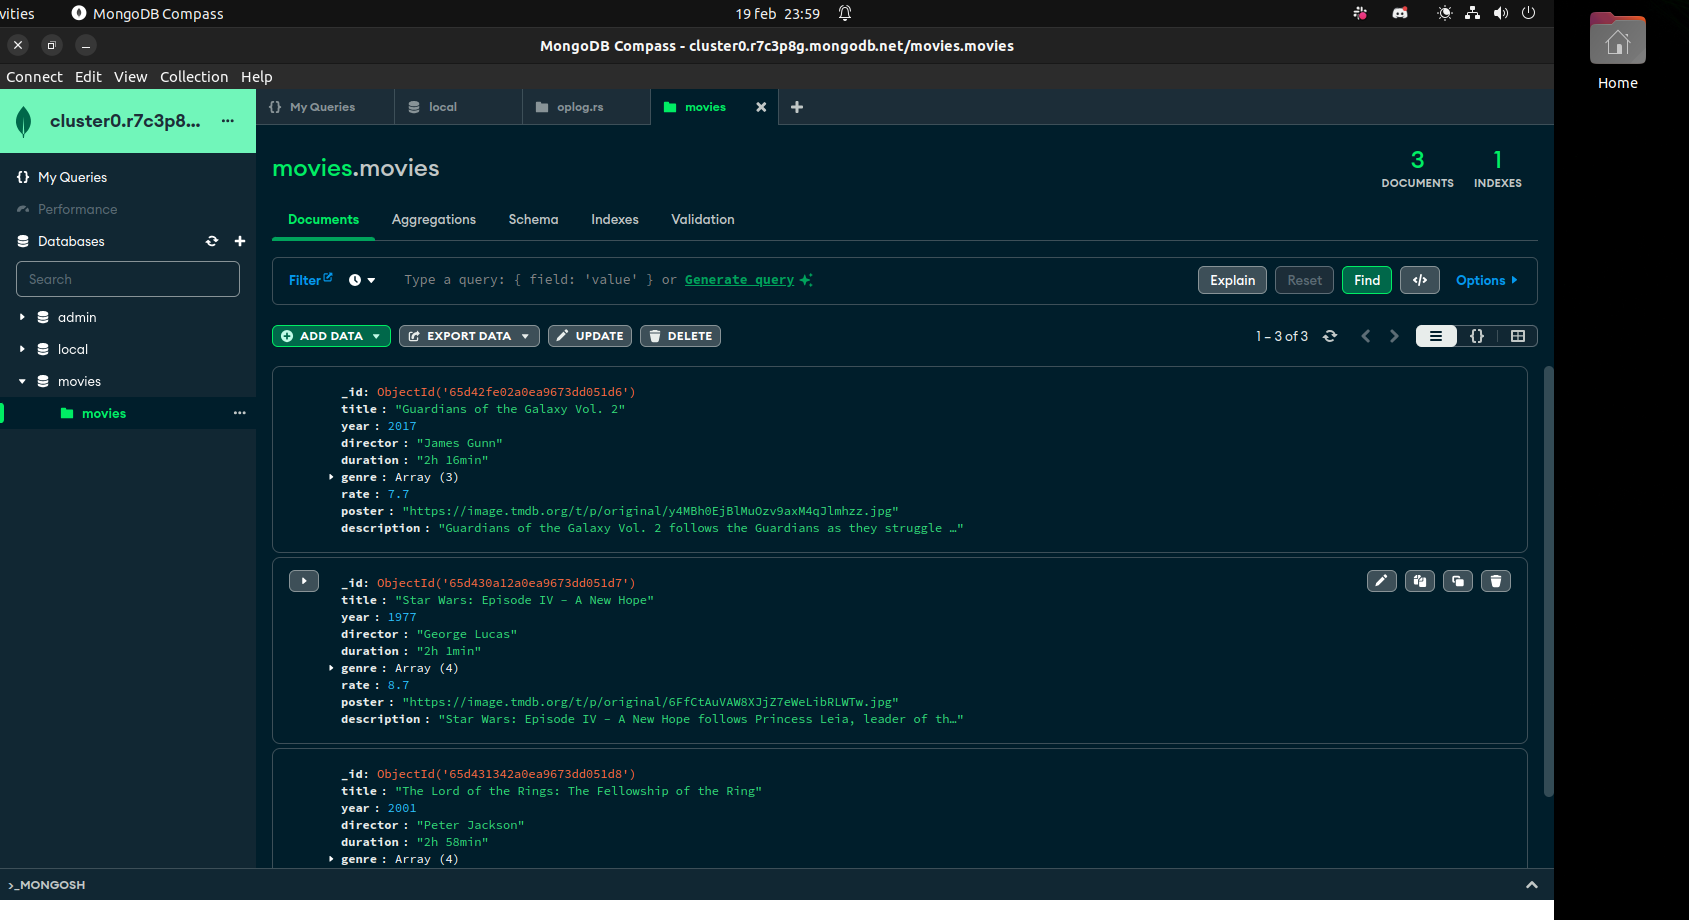 vities
MongoDB Compass
19 feb 23:59
MongoDB Compass - cluster0.r7c3p8g.mongodb.net/movies.movies
Home
Connect Edit View Collection Help
cluster0.r7c3p8... ...
{} My Queries
local
oplog.rs
movies
My Queries
Performance
Databases
Search
admin
local
movies
movies ...
movies.movies
3
DOCUMENTS
1
INDEXES
Documents Aggregations Schema Indexes Validation
Filter
Type a query: { field: 'value' } or Generate query
Explain Reset Find </> Options
ADD DATA EXPORT DATA UPDATE DELETE
1 – 3 of 3
{}
_id: ObjectId('65d42fe02a0ea9673dd051d6')
title : "Guardians of the Galaxy Vol. 2"
year : 2017
director : "James Gunn"
duration : "2h 16min"
genre : Array (3)
rate : 7.7
poster : "https://image.tmdb.org/t/p/original/y4MBh0EjBlMuOzv9axM4qJlmhzz.jpg"
description : "Guardians of the Galaxy Vol. 2 follows the Guardians as they struggle …"
_id: ObjectId('65d430a12a0ea9673dd051d7')
title : "Star Wars: Episode IV – A New Hope"
year : 1977
director : "George Lucas"
duration : "2h 1min"
genre : Array (4)
rate : 8.7
poster : "https://image.tmdb.org/t/p/original/6FfCtAuVAW8XJjZ7eWeLibRLWTw.jpg"
description : "Star Wars: Episode IV – A New Hope follows Princess Leia, leader of th…"
_id: ObjectId('65d431342a0ea9673dd051d8')
title : "The Lord of the Rings: The Fellowship of the Ring"
year : 2001
director : "Peter Jackson"
duration : "2h 58min"
genre : Array (4)
>_MONGOSH